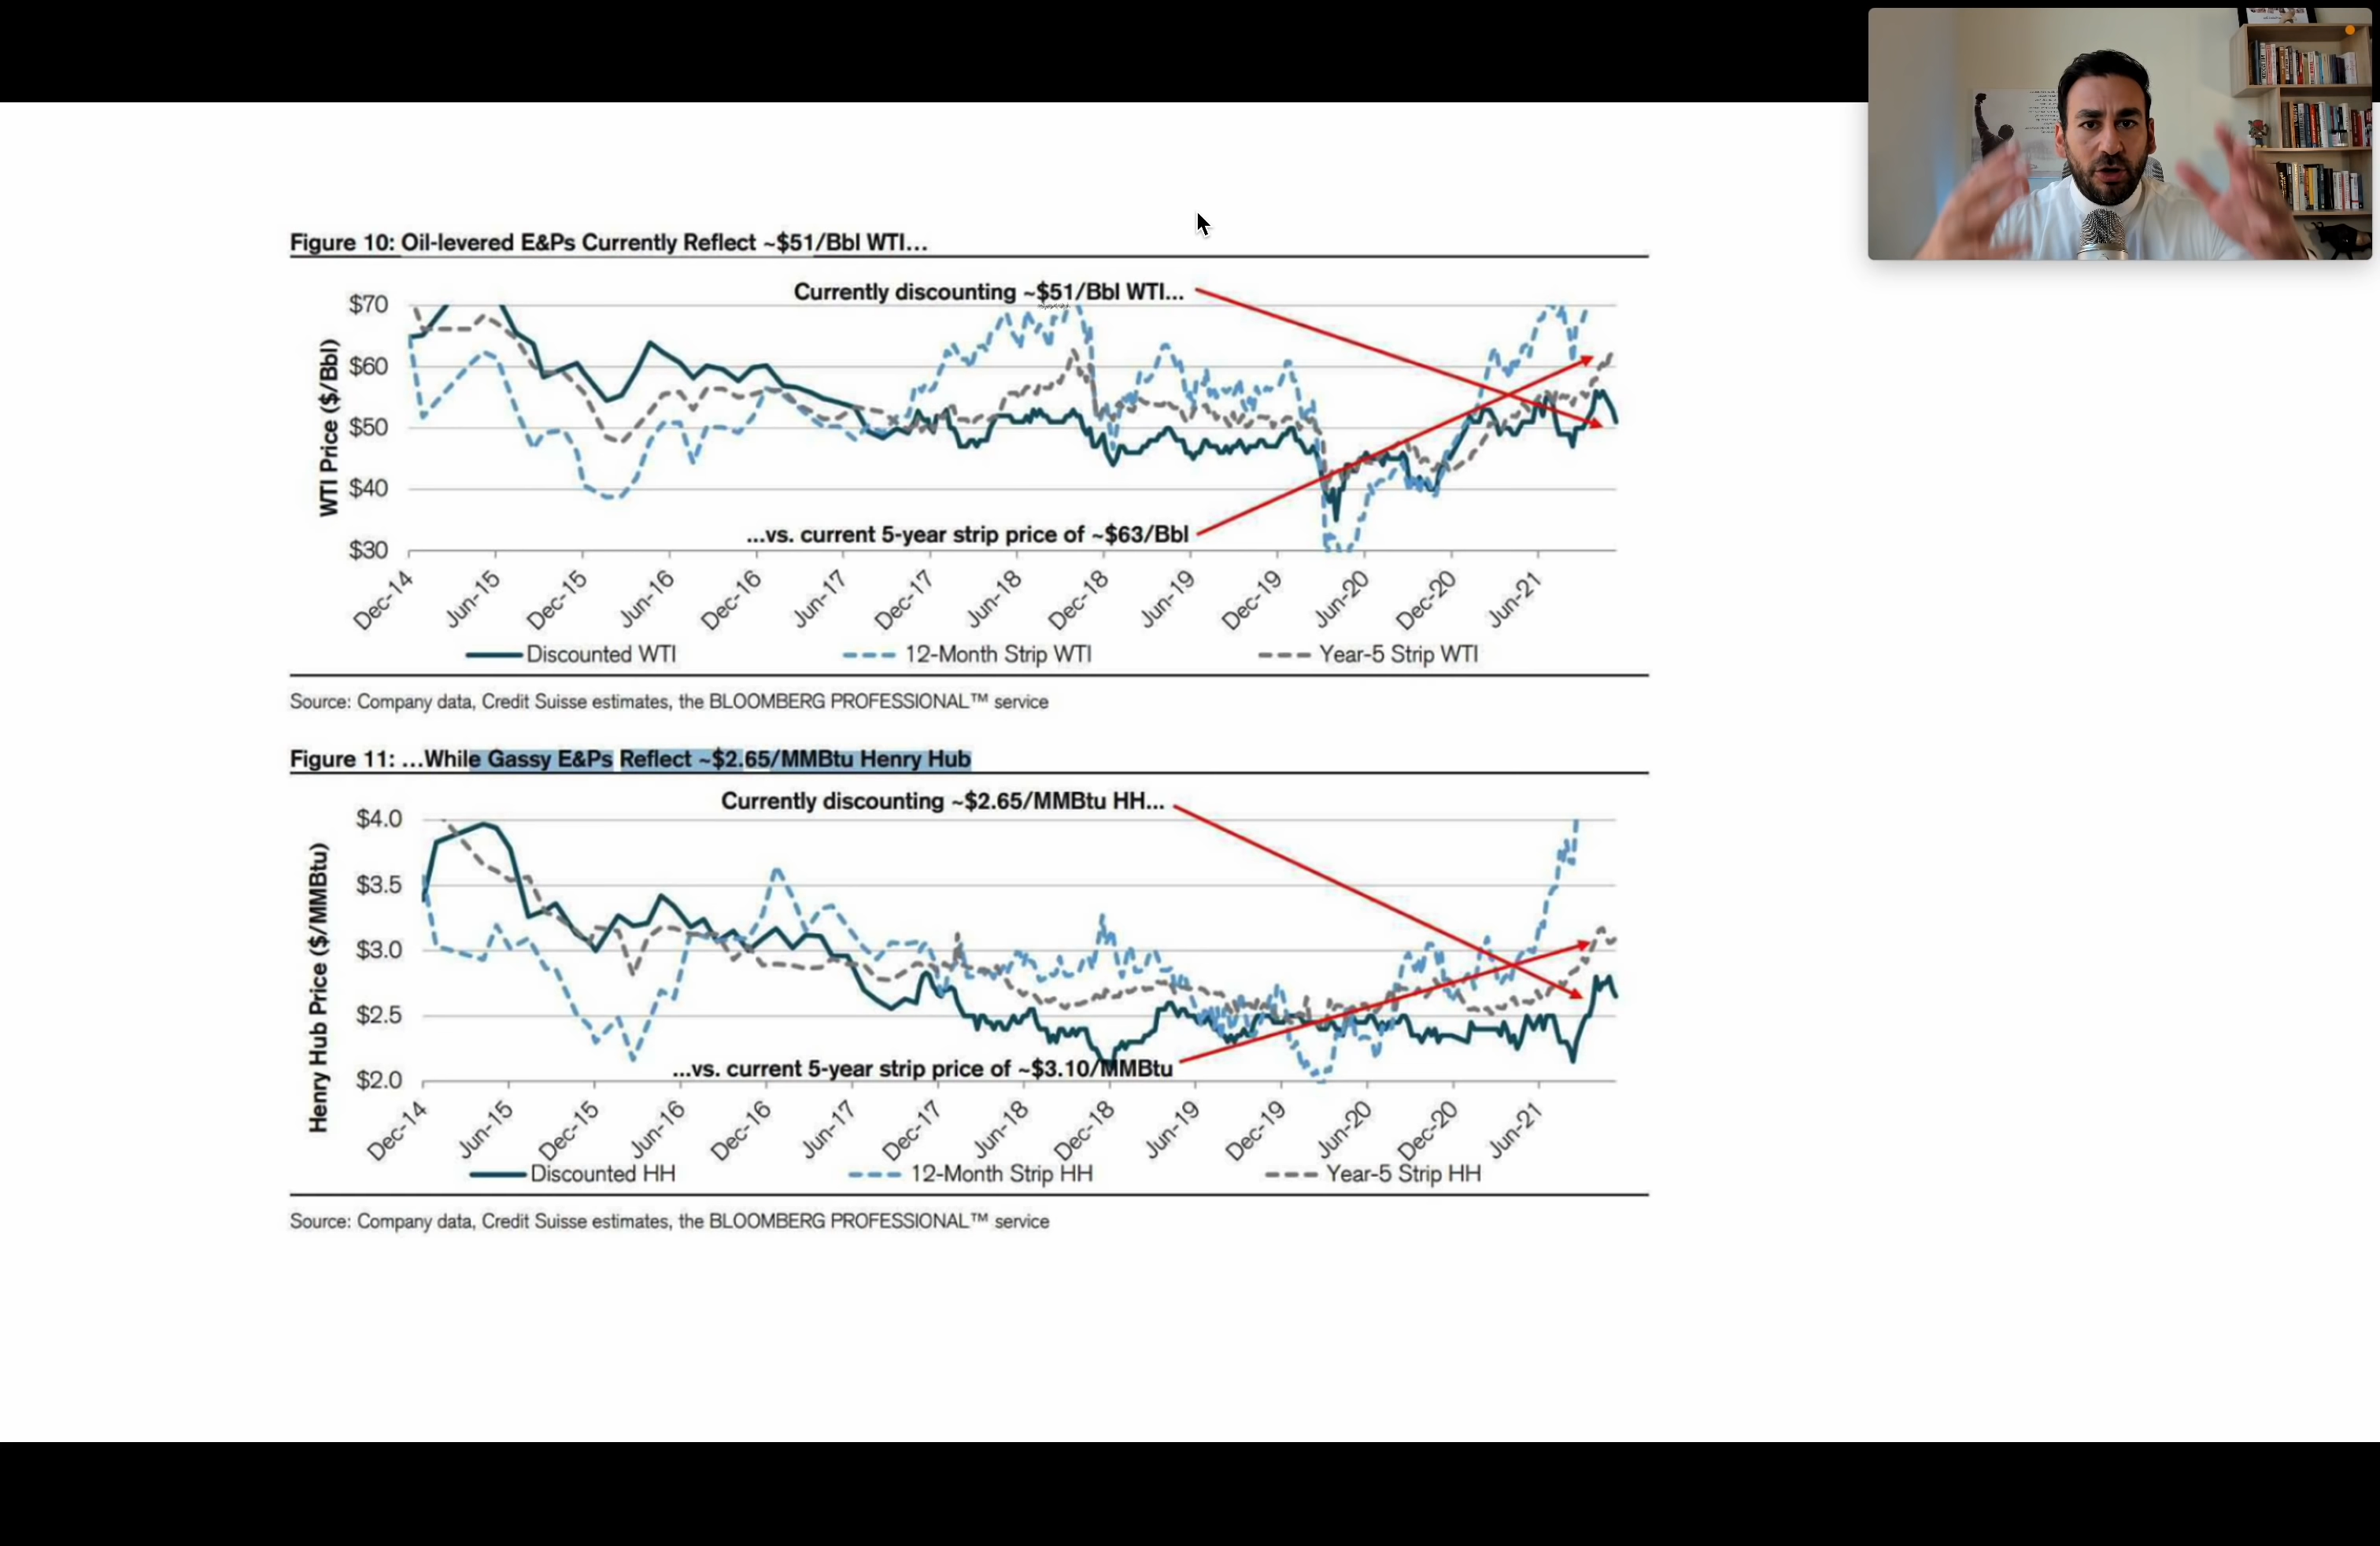 Figure 10: Oil-levered E&Ps Currently Reflect ~$51/Bbl WTI...
Currently discounting ~$51/Bbl WTI...
WTI Price ($/Bbl)
$70
$60
$50
$40
$30
...vs. current 5-year strip price of ~$63/Bbl
Dec-14 Jun-15 Dec-15 Jun-16 Dec-16 Jun-17 Dec-17 Jun-18 Dec-18 Jun-19 Dec-19 Jun-20 Dec-20 Jun-21
Discounted WTI 12-Month Strip WTI Year-5 Strip WTI
Source: Company data, Credit Suisse estimates, the BLOOMBERG PROFESSIONAL™ service
Figure 11: ...While Gassy E&Ps Reflect ~$2.65/MMBtu Henry Hub
Currently discounting ~$2.65/MMBtu HH...
Henry Hub Price ($/MMBtu)
$4.0
$3.5
$3.0
$2.5
$2.0
...vs. current 5-year strip price of ~$3.10/MMBtu
Dec-14 Jun-15 Dec-15 Jun-16 Dec-16 Jun-17 Dec-17 Jun-18 Dec-18 Jun-19 Dec-19 Jun-20 Dec-20 Jun-21
Discounted HH 12-Month Strip HH Year-5 Strip HH
Source: Company data, Credit Suisse estimates, the BLOOMBERG PROFESSIONAL™ service